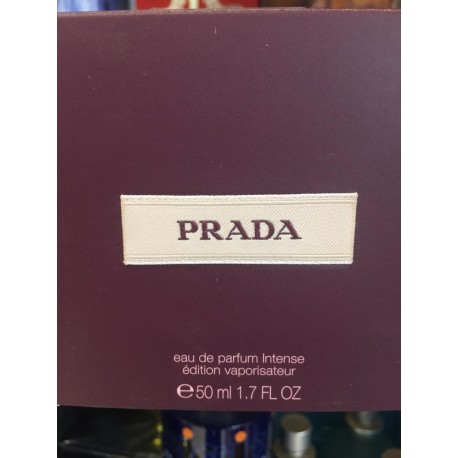 PRADA
eau de parfum Intense
édition vaporisateur
℮50 ml 1.7 FL OZ